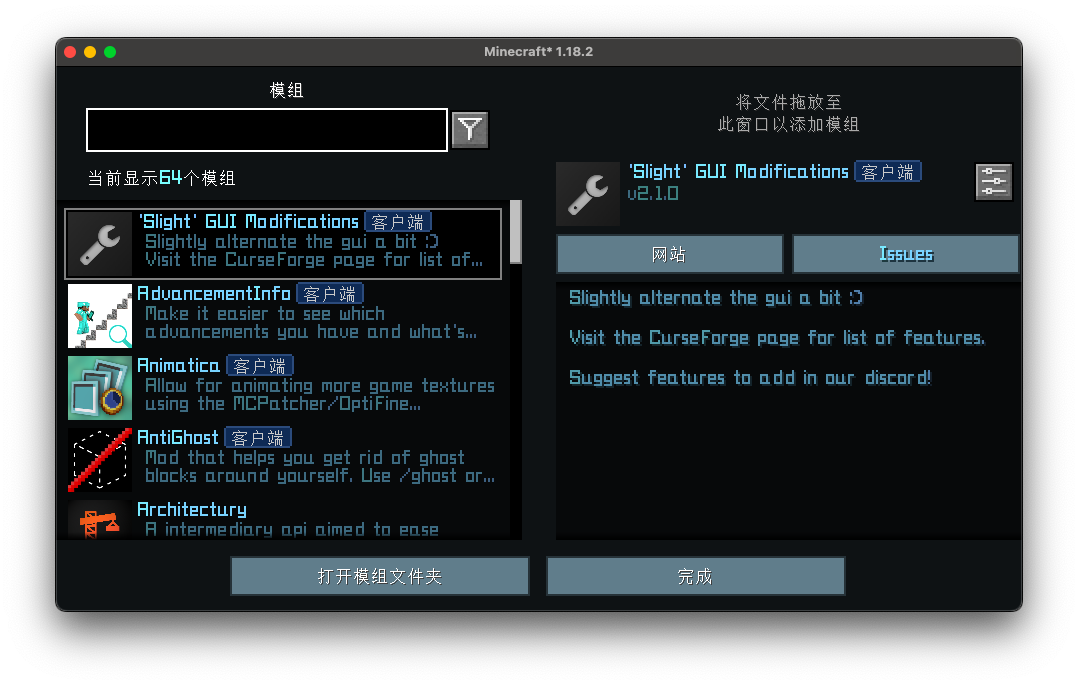 Minecraft* 1.18.2
模组
当前显示64个模组
'Slight' GUI Modifications 客户端
Slightly alternate the gui a bit :)
Visit the CurseForge page for list of...
AdvancementInfo 客户端
Make it easier to see which
advancements you have and what's...
Animatica 客户端
Allow for animating more game textures
using the MCPatcher/OptiFine...
AntiGhost 客户端
Mod that helps you get rid of ghost
blocks around yourself. Use /ghost or...
Architectury
A intermediary api aimed to ease
将文件拖放至
此窗口以添加模组
'Slight' GUI Modifications 客户端
v2.1.0
网站
Issues
Slightly alternate the gui a bit :)
Visit the CurseForge page for list of features.
Suggest features to add in our discord!
打开模组文件夹
完成